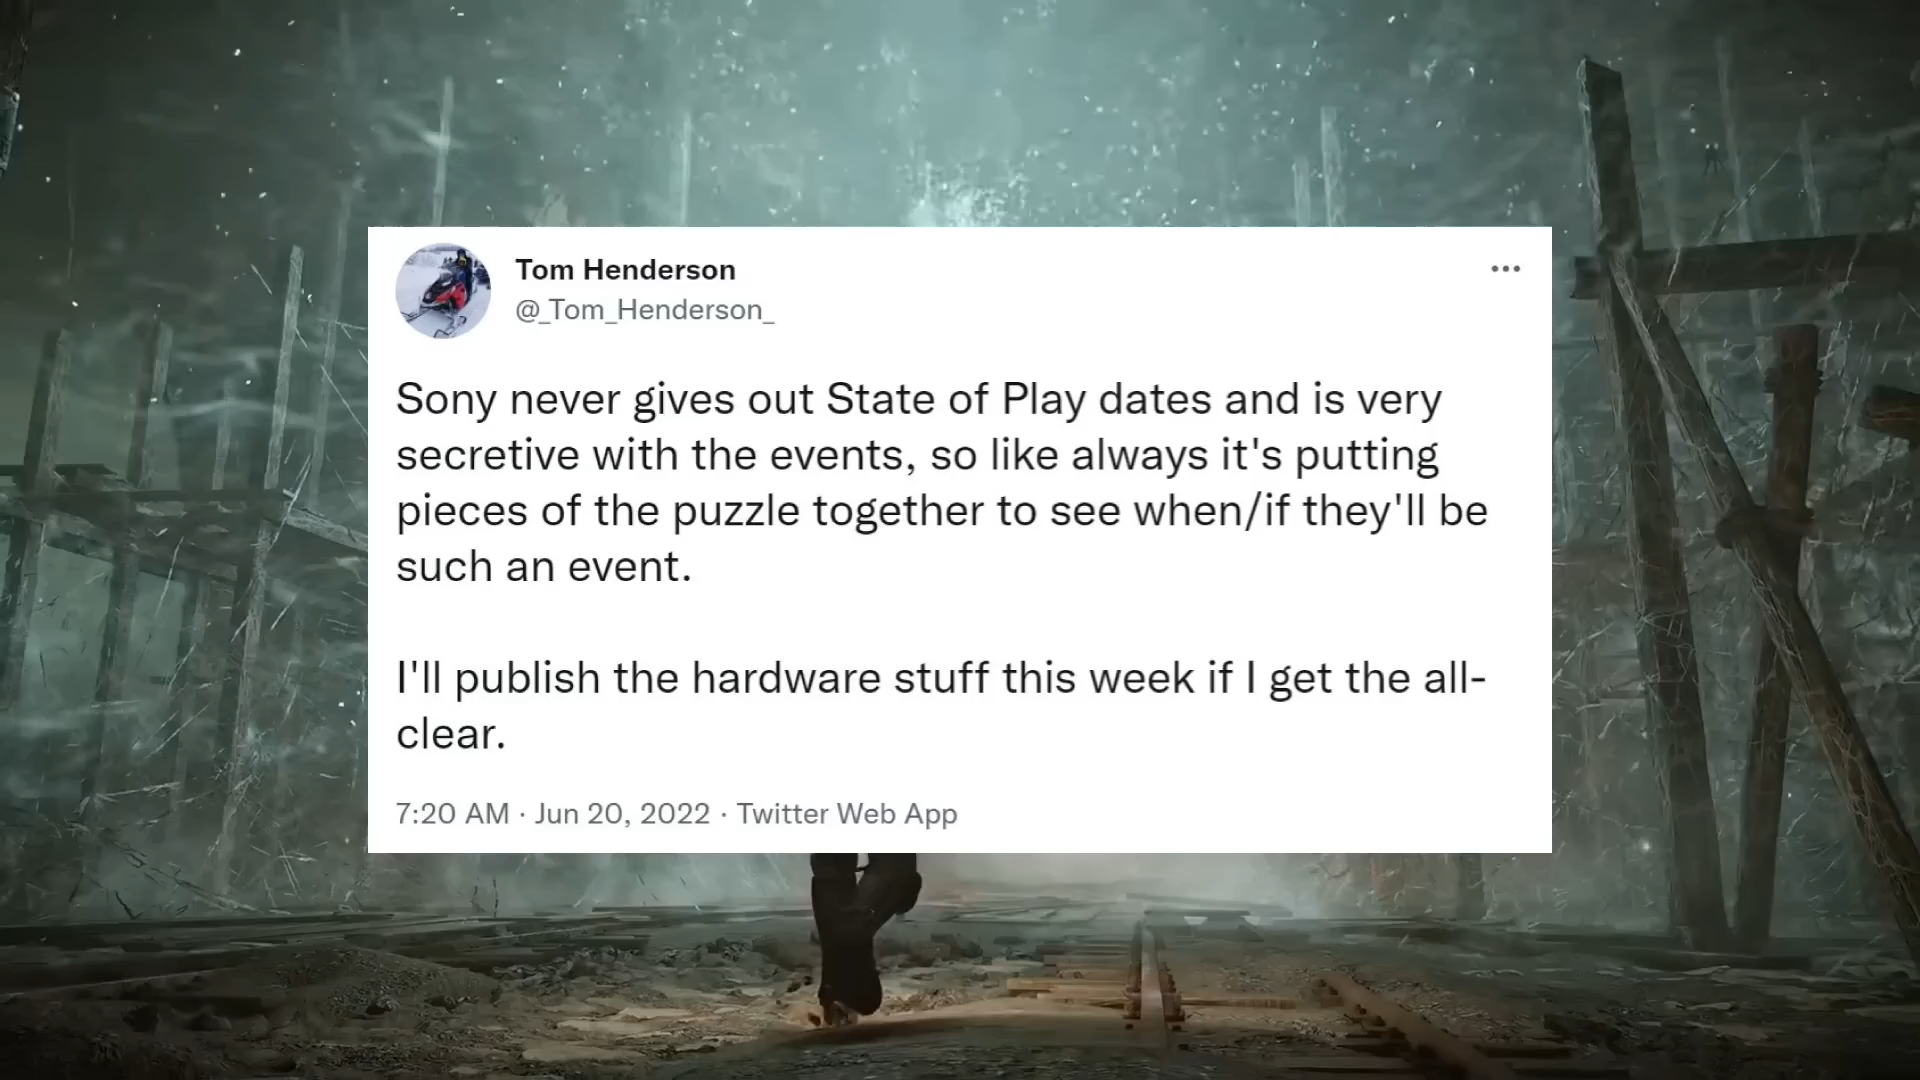 Tom Henderson
@_Tom_Henderson_
Sony never gives out State of Play dates and is very
secretive with the events, so like always it's putting
pieces of the puzzle together to see when/if they'll be
such an event.
I'll publish the hardware stuff this week if I get the all-
clear.
7:20 AM · Jun 20, 2022 · Twitter Web App